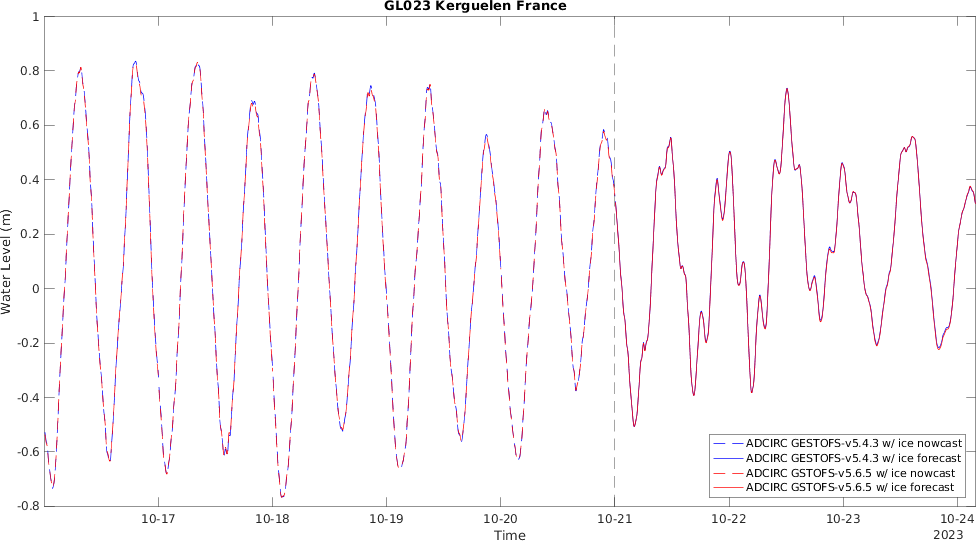 GL023 Kerguelen France
Water Level (m)
1
0.8
0.6
0.4
0.2
0
-0.2
-0.4
-0.6
-0.8
10-17
10-18
10-19
10-20
10-21
10-22
10-23
10-24
2023
Time
ADCIRC GESTOFS-v5.4.3 w/ ice nowcast
ADCIRC GESTOFS-v5.4.3 w/ ice forecast
ADCIRC GSTOFS-v5.6.5 w/ ice nowcast
ADCIRC GSTOFS-v5.6.5 w/ ice forecast